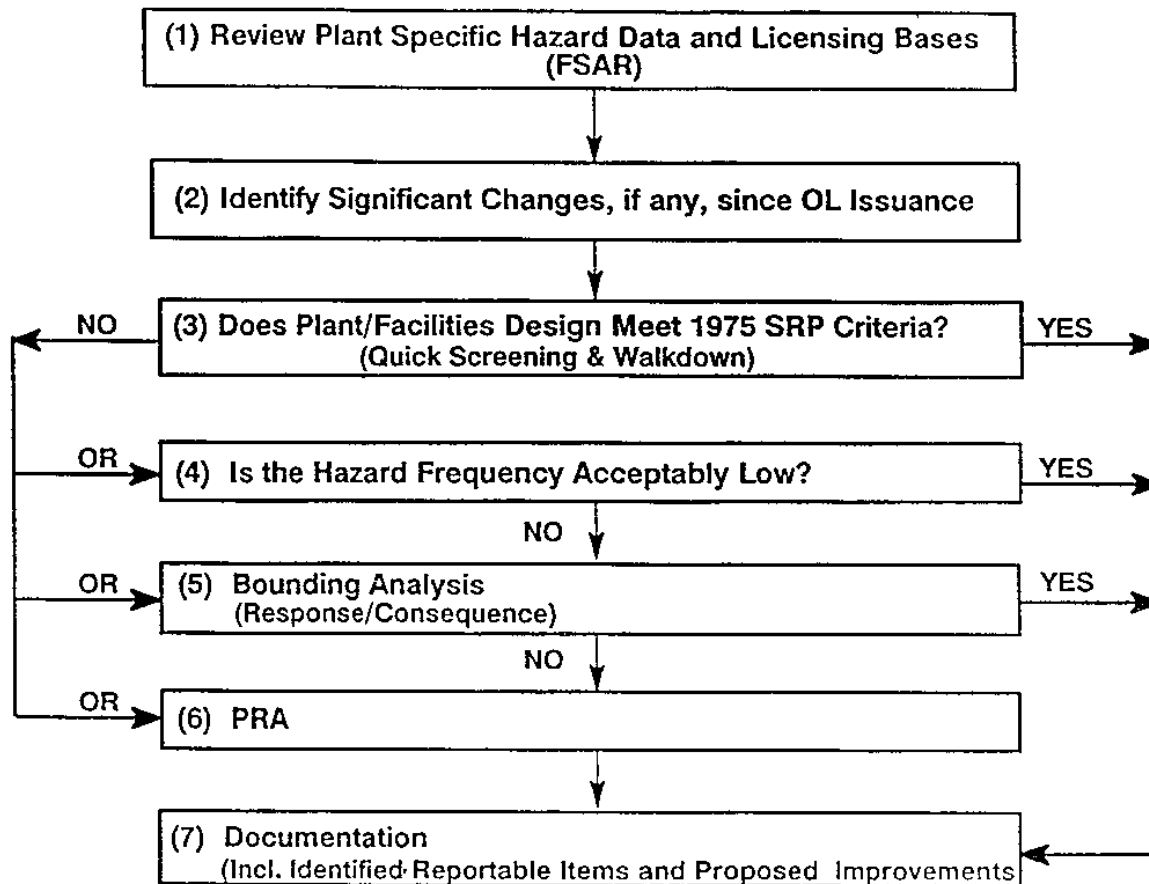 (1) Review Plant Specific Hazard Data and Licensing Bases
(FSAR)
(2) Identify Significant Changes, if any, since OL Issuance
NO
(3) Does Plant/Facilities Design Meet 1975 SRP Criteria?
YES
(Quick Screening & Walkdown)
OR
(4) Is the Hazard Frequency Acceptably Low?
YES
NO
OR
(5) Bounding Analysis
YES
(Response/Consequence)
NO
OR
(6) PRA
(7) Documentation
(Incl. Identified Reportable Items and Proposed Improvements